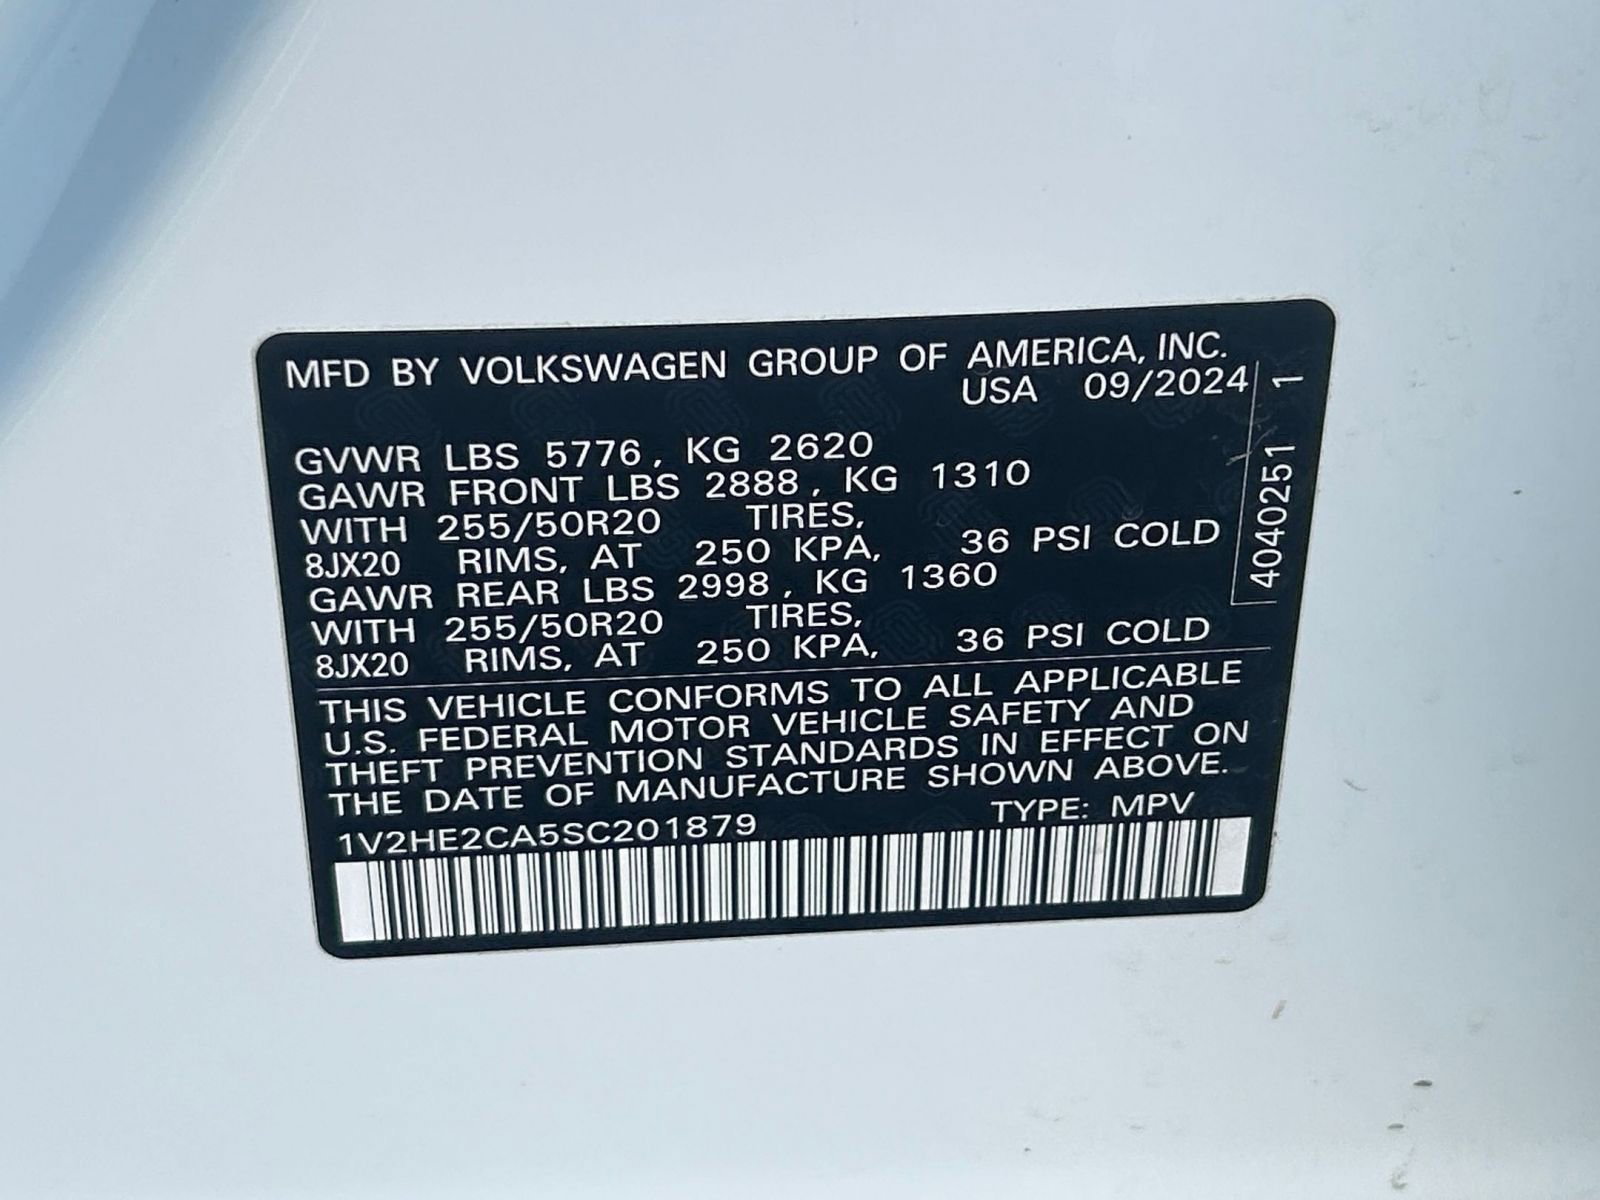 MFD BY VOLKSWAGEN GROUP OF AMERICA, INC.
USA 09/2024
GVWR LBS 5776, KG 2620
GAWR FRONT LBS 2888, KG 1310
WITH 255/50R20 TIRES,
8JX20 RIMS, AT 250 KPA, 36 PSI COLD
GAWR REAR LBS 2998, KG 1360
WITH 255/50R20 TIRES,
8JX20 RIMS, AT 250 KPA, 36 PSI COLD
THIS VEHICLE CONFORMS TO ALL APPLICABLE
U.S. FEDERAL MOTOR VEHICLE SAFETY AND
THEFT PREVENTION STANDARDS IN EFFECT ON
THE DATE OF MANUFACTURE SHOWN ABOVE.
1V2HE2CA5SC201879 TYPE: MPV
4040251 1